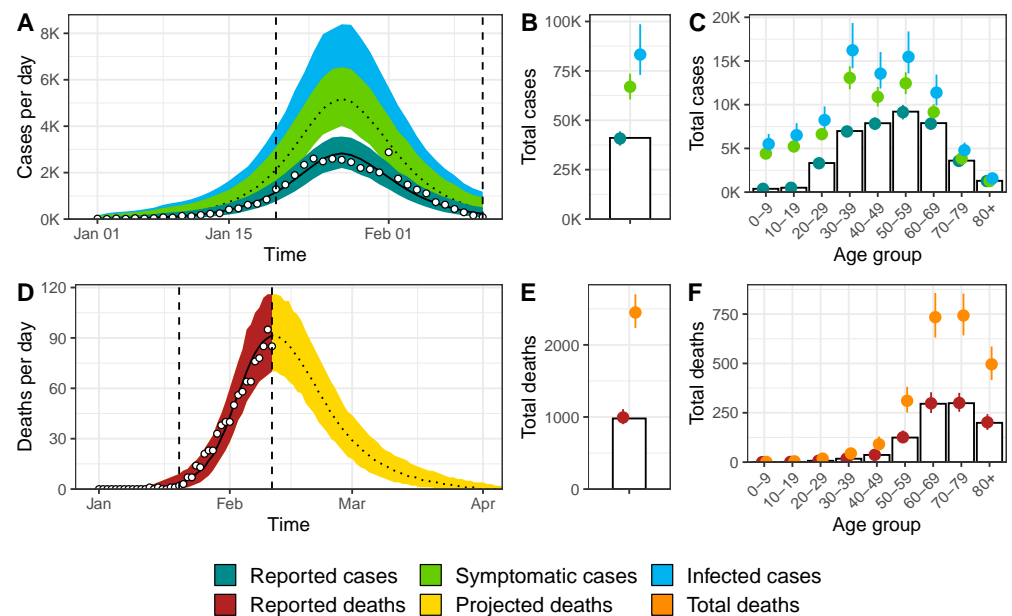 A
Cases per day
8K
6K
4K
2K
0K
Jan 01
Jan 15
Feb 01
Time
B
Total cases
100K
75K
50K
25K
0K
C
Total cases
20K
15K
10K
5K
0K
0−9
10−19
20−29
30−39
40−49
50−59
60−69
70−79
80+
Age group
D
Deaths per day
120
90
60
30
0
Jan
Feb
Mar
Apr
Time
E
Total deaths
2000
1000
0
F
Total deaths
750
500
250
0
0−9
10−19
20−29
30−39
40−49
50−59
60−69
70−79
80+
Age group
Reported cases
Symptomatic cases
Infected cases
Reported deaths
Projected deaths
Total deaths